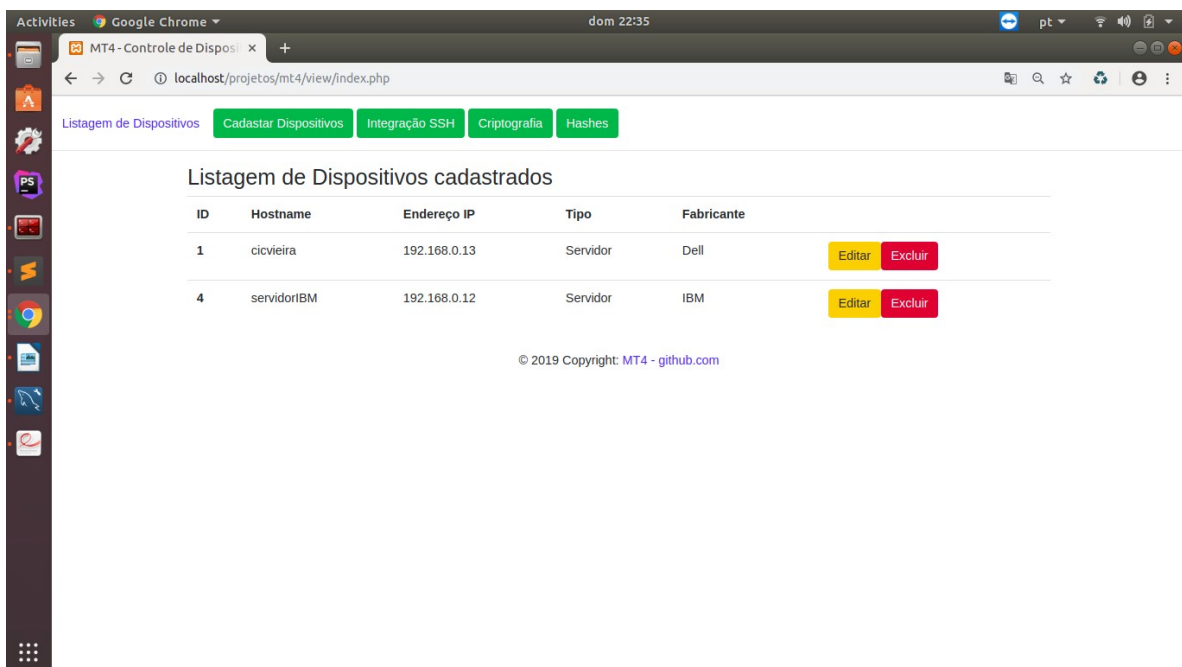 Activities Google Chrome dom 22:35 pt
MT4 - Controle de Disposi
localhost/projetos/mt4/view/index.php
Listagem de Dispositivos Cadastar Dispositivos Integração SSH Criptografia Hashes
Listagem de Dispositivos cadastrados
ID Hostname Endereço IP Tipo Fabricante
1 cicvieira 192.168.0.13 Servidor Dell Editar Excluir
4 servidorIBM 192.168.0.12 Servidor IBM Editar Excluir
© 2019 Copyright: MT4 - github.com
PS